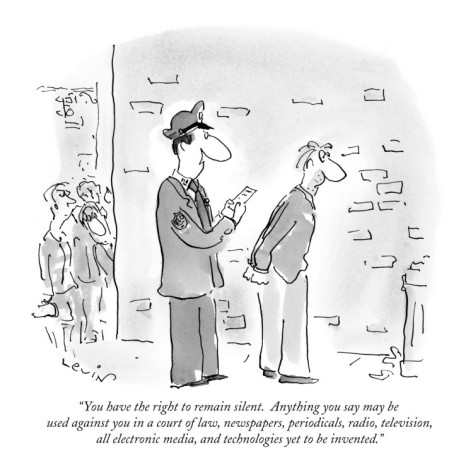 Levin
“You have the right to remain silent.  Anything you say may be
used against you in a court of law, newspapers, periodicals, radio, television,
all electronic media, and technologies yet to be invented.”